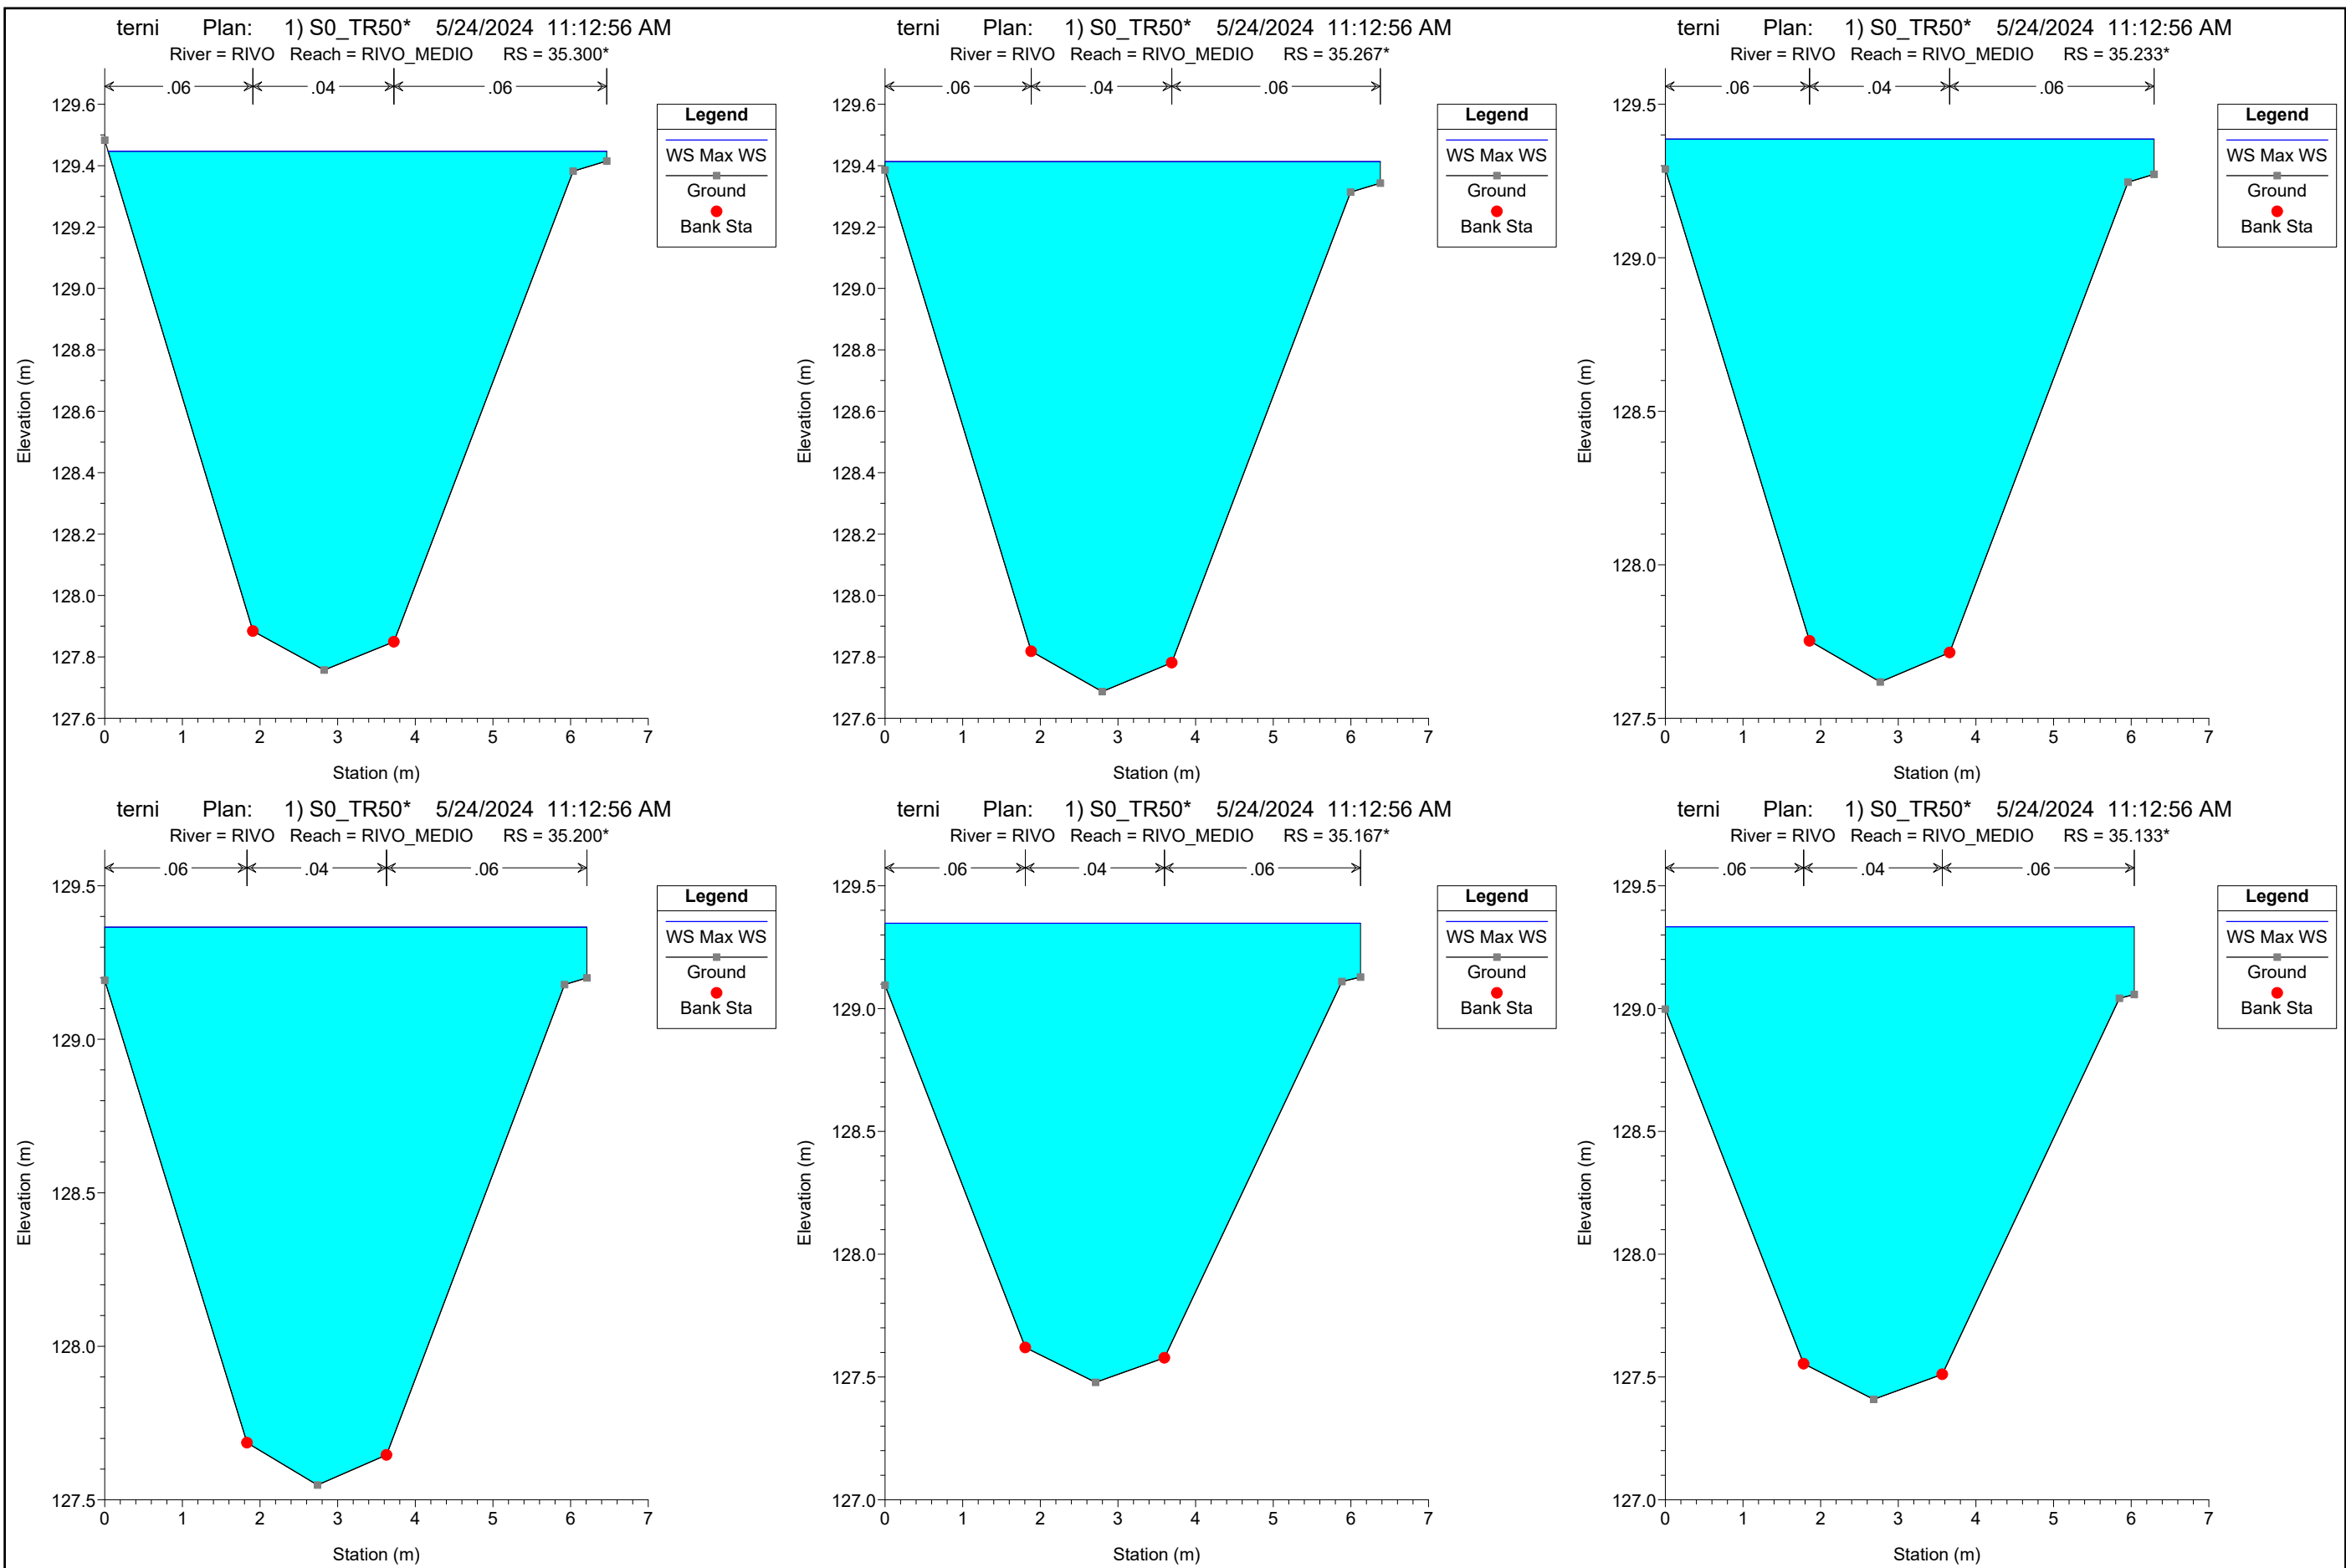 terni Plan: 1) S0_TR50* 5/24/2024 11:12:56 AM
River = RIVO Reach = RIVO_MEDIO RS = 35.300*
.06 .04 .06
Legend
WS Max WS
Ground
Bank Sta
129.6
129.4
129.2
129.0
128.8
128.6
128.4
128.2
128.0
127.8
127.6
Elevation (m)
0 1 2 3 4 5 6 7
Station (m)
terni Plan: 1) S0_TR50* 5/24/2024 11:12:56 AM
River = RIVO Reach = RIVO_MEDIO RS = 35.267*
.06 .04 .06
Legend
WS Max WS
Ground
Bank Sta
129.6
129.4
129.2
129.0
128.8
128.6
128.4
128.2
128.0
127.8
127.6
Elevation (m)
0 1 2 3 4 5 6 7
Station (m)
terni Plan: 1) S0_TR50* 5/24/2024 11:12:56 AM
River = RIVO Reach = RIVO_MEDIO RS = 35.233*
.06 .04 .06
Legend
WS Max WS
Ground
Bank Sta
129.5
129.0
128.5
128.0
127.5
Elevation (m)
0 1 2 3 4 5 6 7
Station (m)
terni Plan: 1) S0_TR50* 5/24/2024 11:12:56 AM
River = RIVO Reach = RIVO_MEDIO RS = 35.200*
.06 .04 .06
Legend
WS Max WS
Ground
Bank Sta
129.5
129.0
128.5
128.0
127.5
Elevation (m)
0 1 2 3 4 5 6 7
Station (m)
terni Plan: 1) S0_TR50* 5/24/2024 11:12:56 AM
River = RIVO Reach = RIVO_MEDIO RS = 35.167*
.06 .04 .06
Legend
WS Max WS
Ground
Bank Sta
129.5
129.0
128.5
128.0
127.5
127.0
Elevation (m)
0 1 2 3 4 5 6 7
Station (m)
terni Plan: 1) S0_TR50* 5/24/2024 11:12:56 AM
River = RIVO Reach = RIVO_MEDIO RS = 35.133*
.06 .04 .06
Legend
WS Max WS
Ground
Bank Sta
129.5
129.0
128.5
128.0
127.5
127.0
Elevation (m)
0 1 2 3 4 5 6 7
Station (m)